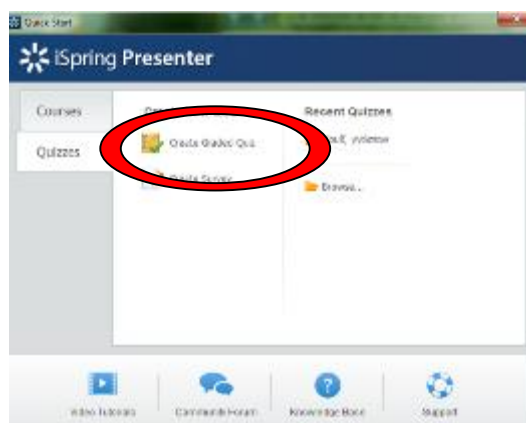 Quick Start
iSpring Presenter
Courses
Recent Quizzes
Create Graded Quiz
Quizzes
Create Survey
Browse...
Video Tutorials
Community Forum
Knowledge Base
Support